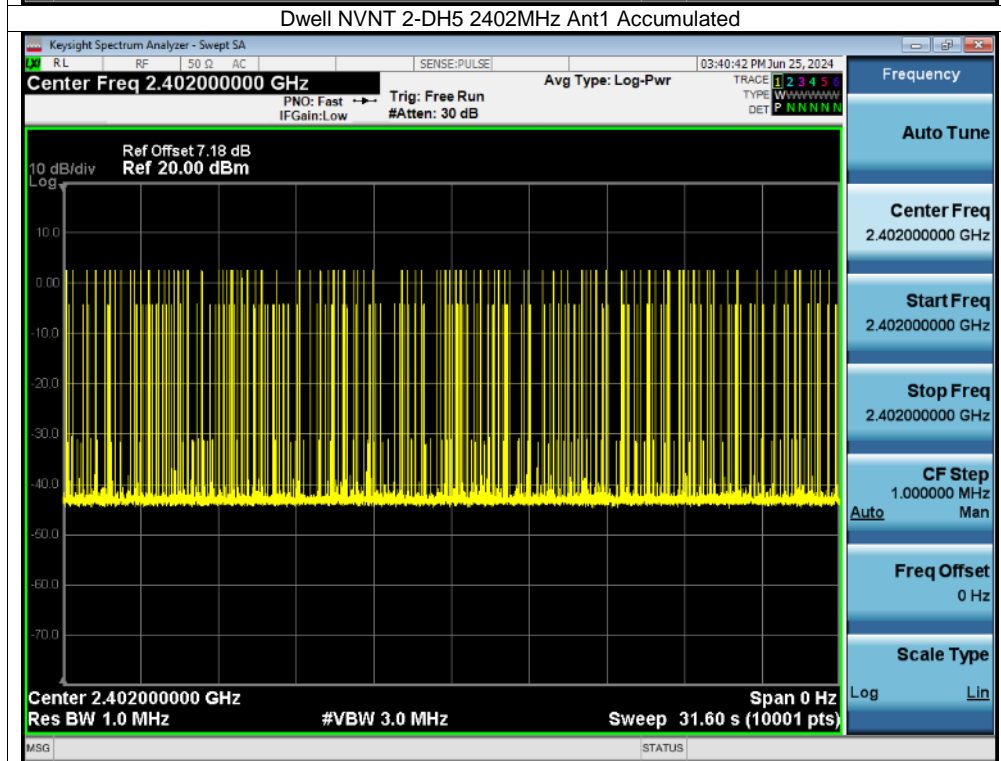 Dwell NVNT 2-DH5 2402MHz Ant1 Accumulated
Keysight Spectrum Analyzer - Swept SA
RL RF 50 Ω AC SENSE:PULSE 03:40:42 PM Jun 25, 2024
Center Freq 2.402000000 GHz
PNO: Fast
IFGain:Low
Trig: Free Run
#Atten: 30 dB
Avg Type: Log-Pwr
TRACE 1 2 3 4 5 6
TYPE WWWWWW
DET P N N N N N
Ref Offset 7.18 dB
10 dB/div Ref 20.00 dBm
Log
10.0
0.00
-10.0
-20.0
-30.0
-40.0
-50.0
-60.0
-70.0
Center 2.402000000 GHz Span 0 Hz
Res BW 1.0 MHz #VBW 3.0 MHz Sweep 31.60 s (10001 pts)
MSG STATUS
Frequency
Auto Tune
Center Freq
2.402000000 GHz
Start Freq
2.402000000 GHz
Stop Freq
2.402000000 GHz
CF Step
1.000000 MHz
Auto Man
Freq Offset
0 Hz
Scale Type
Log Lin